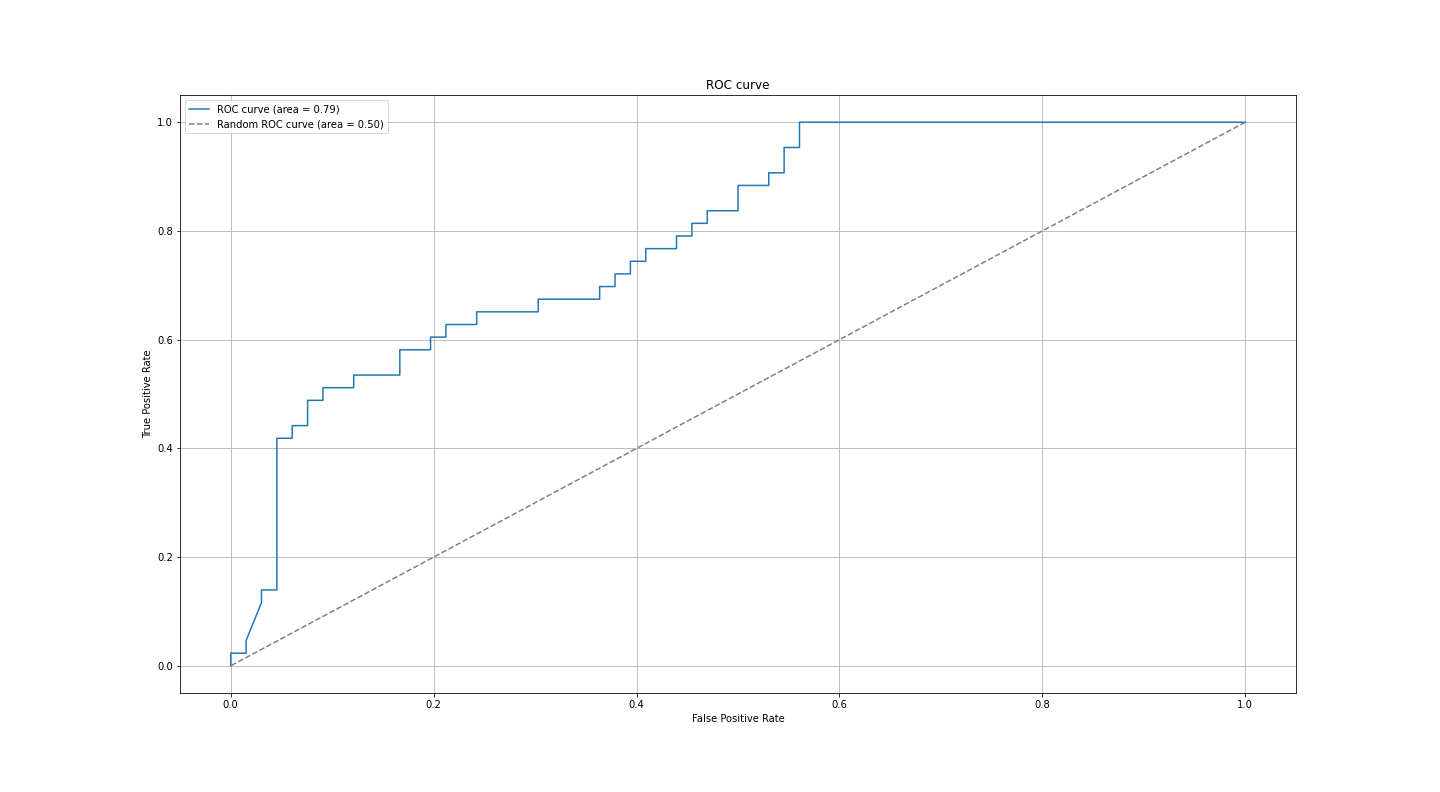 ROC curve
ROC curve (area = 0.79)
Random ROC curve (area = 0.50)
1.0
0.8
0.6
0.4
0.2
0.0
True Positive Rate
0.0
0.2
0.4
0.6
0.8
1.0
False Positive Rate